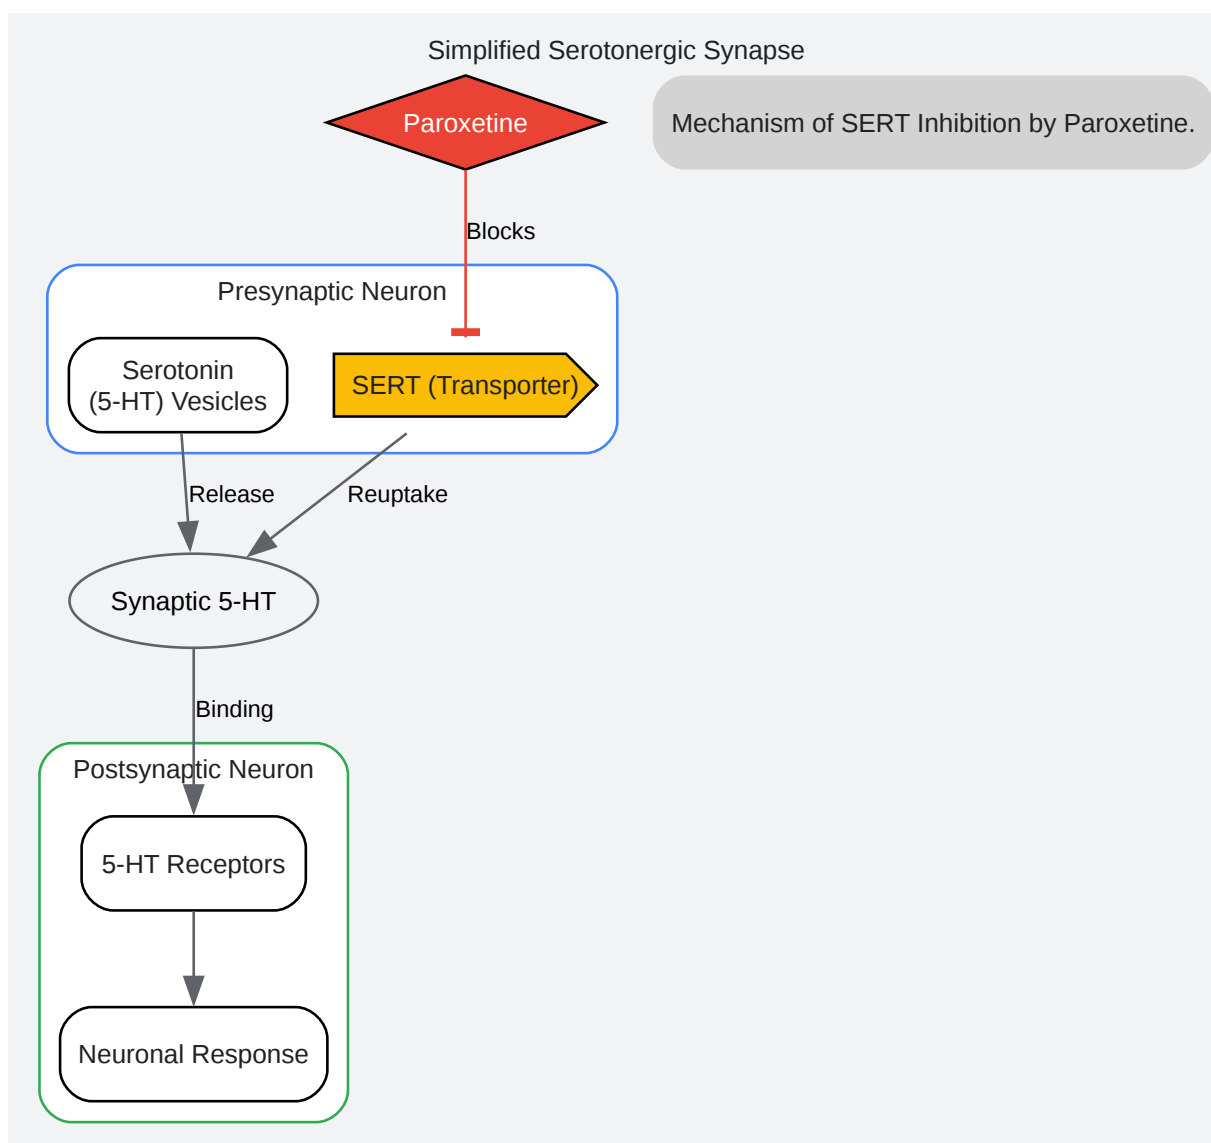 Simplified Serotonergic Synapse
Paroxetine
Mechanism of SERT Inhibition by Paroxetine.
Blocks
Presynaptic Neuron
Serotonin
(5-HT) Vesicles
SERT (Transporter)
Release
Reuptake
Synaptic 5-HT
Binding
Postsynaptic Neuron
5-HT Receptors
Neuronal Response